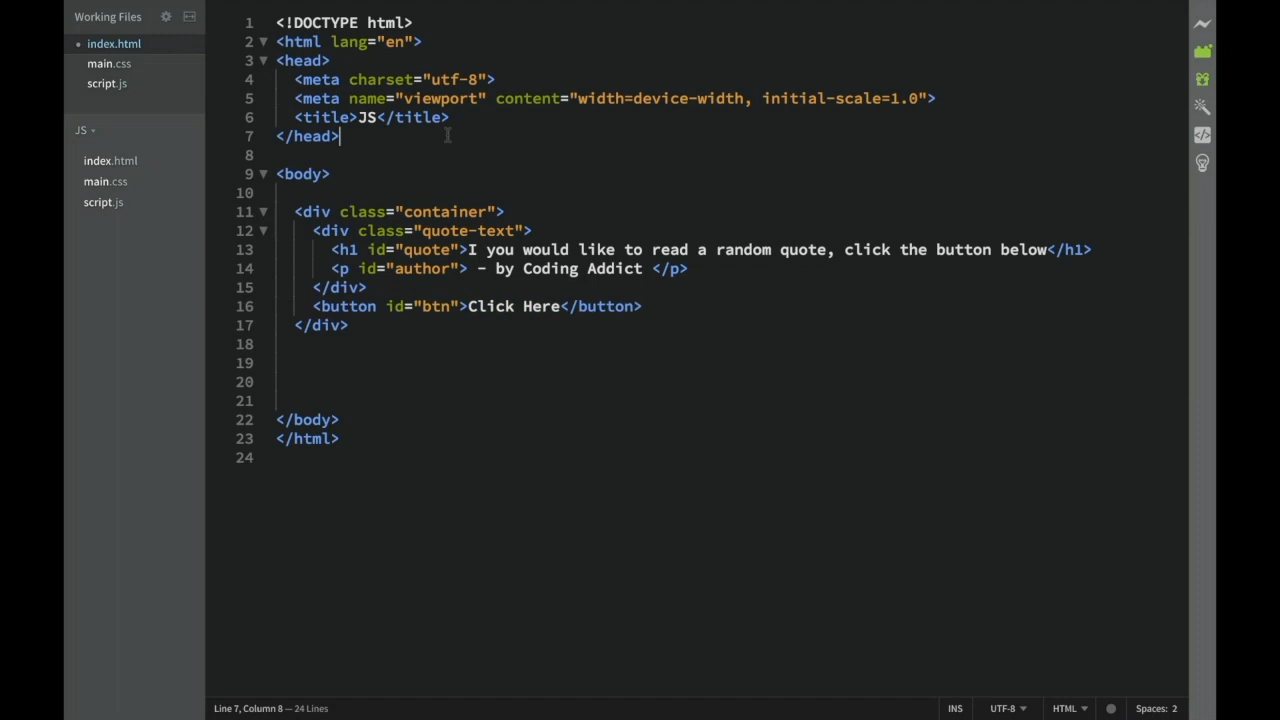 Working Files
index.html
main.css
script.js
JS
index.html
main.css
script.js
1 <!DOCTYPE html>
2 <html lang="en">
3 <head>
4 <meta charset="utf-8">
5 <meta name="viewport" content="width=device-width, initial-scale=1.0">
6 <title>JS</title>
7 </head>
8
9 <body>
10
11 <div class="container">
12 <div class="quote-text">
13 <h1 id="quote">I you would like to read a random quote, click the button below</h1>
14 <p id="author"> - by Coding Addict </p>
15 </div>
16 <button id="btn">Click Here</button>
17 </div>
18
19
20
21
22 </body>
23 </html>
24
Line 7, Column 8 — 24 Lines
INS
UTF-8
HTML
Spaces: 2